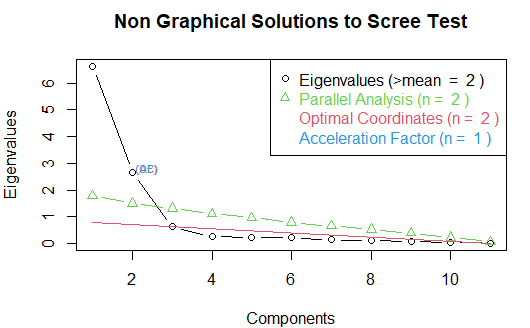 Non Graphical Solutions to Scree Test
Eigenvalues (>mean = 2 )
Parallel Analysis (n = 2 )
Optimal Coordinates (n = 2 )
Acceleration Factor (n = 1 )
Eigenvalues
6
5
4
3
2
1
0
2
4
6
8
10
Components